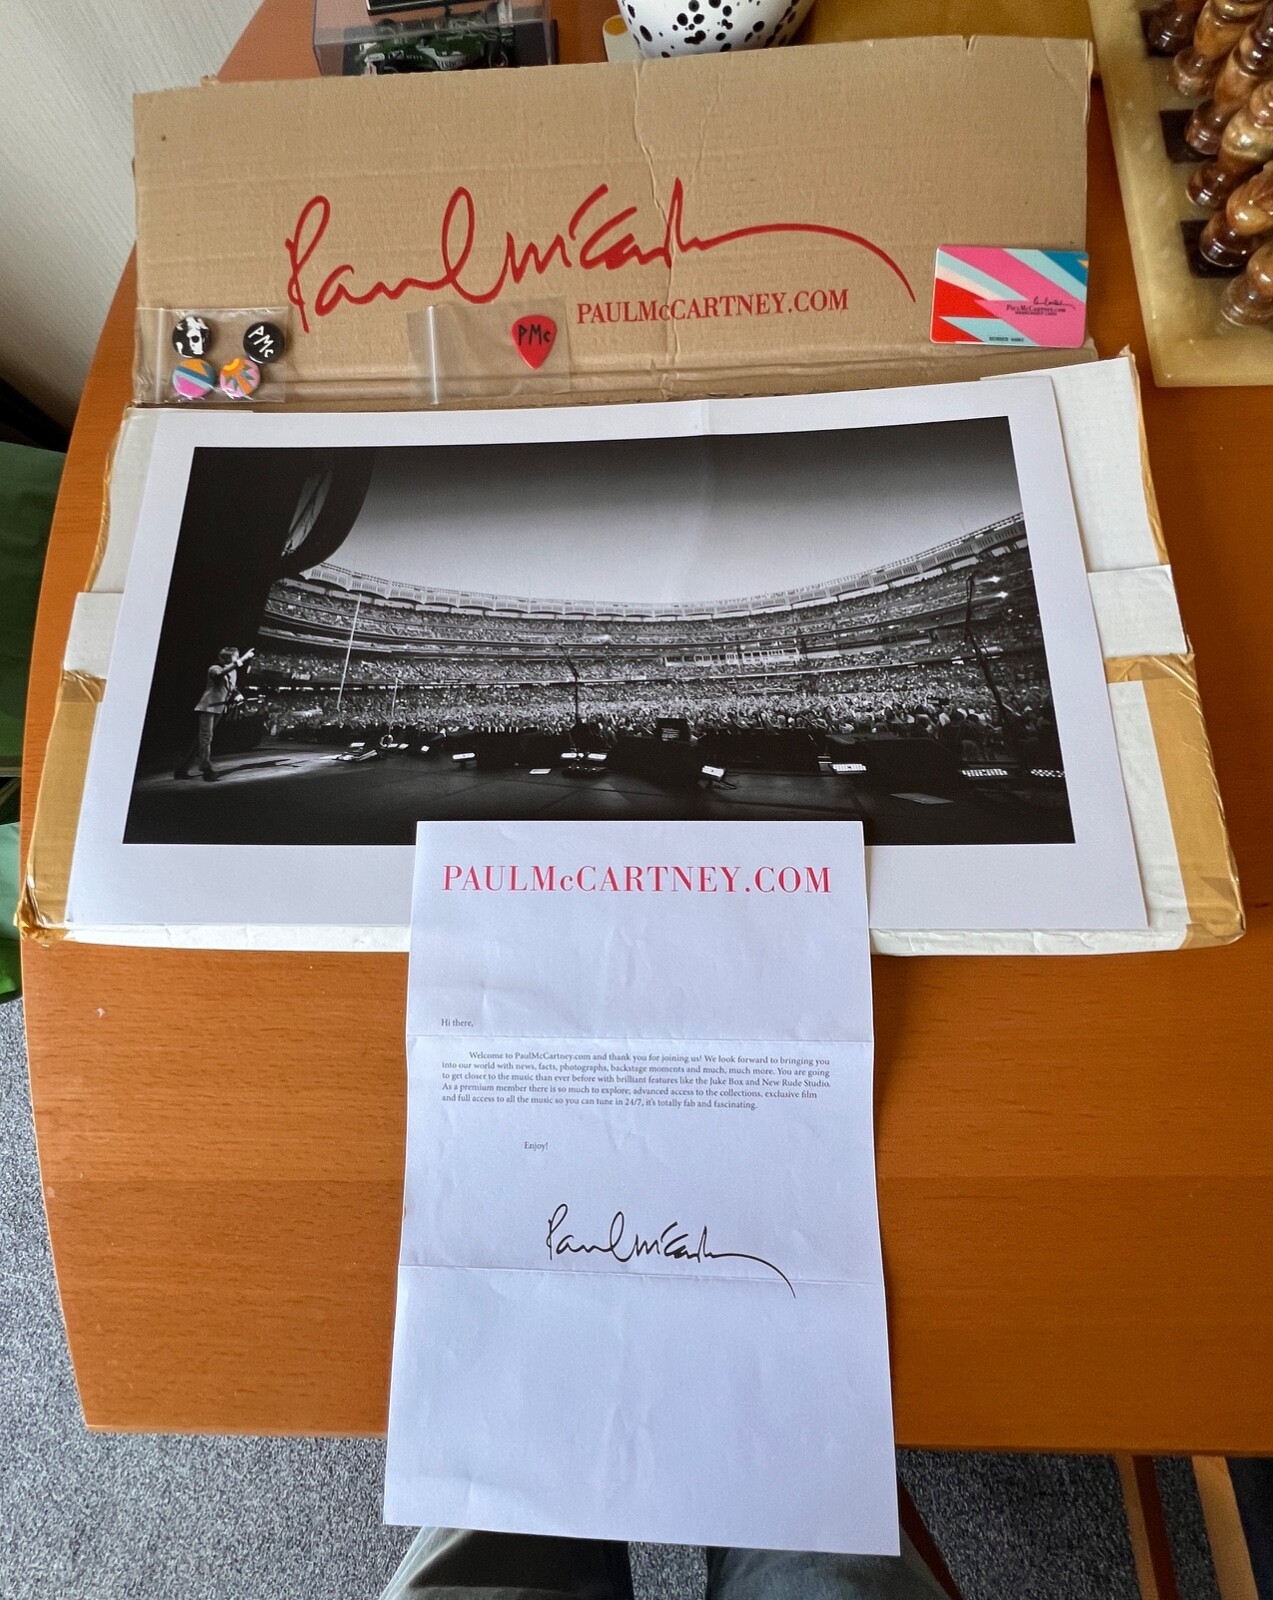 Paul McCartney
PAULMcCARTNEY.COM
PMc
PMc
PAULMcCARTNEY.COM
PAULMcCARTNEY.COM
Hi there,
Welcome to PaulMcCartney.com and thank you for joining us! We look forward to bringing you
into our world with news, facts, photographs, backstage moments and much, much more. You are going
to get closer to the music than ever before with brilliant features like the Juke Box and New Rude Studio.
As a premium member there is so much to explore; advanced access to the collections, exclusive film
and full access to all the music so you can tune in 24/7, it's totally fab and fascinating.
Enjoy!
Paul McCartney